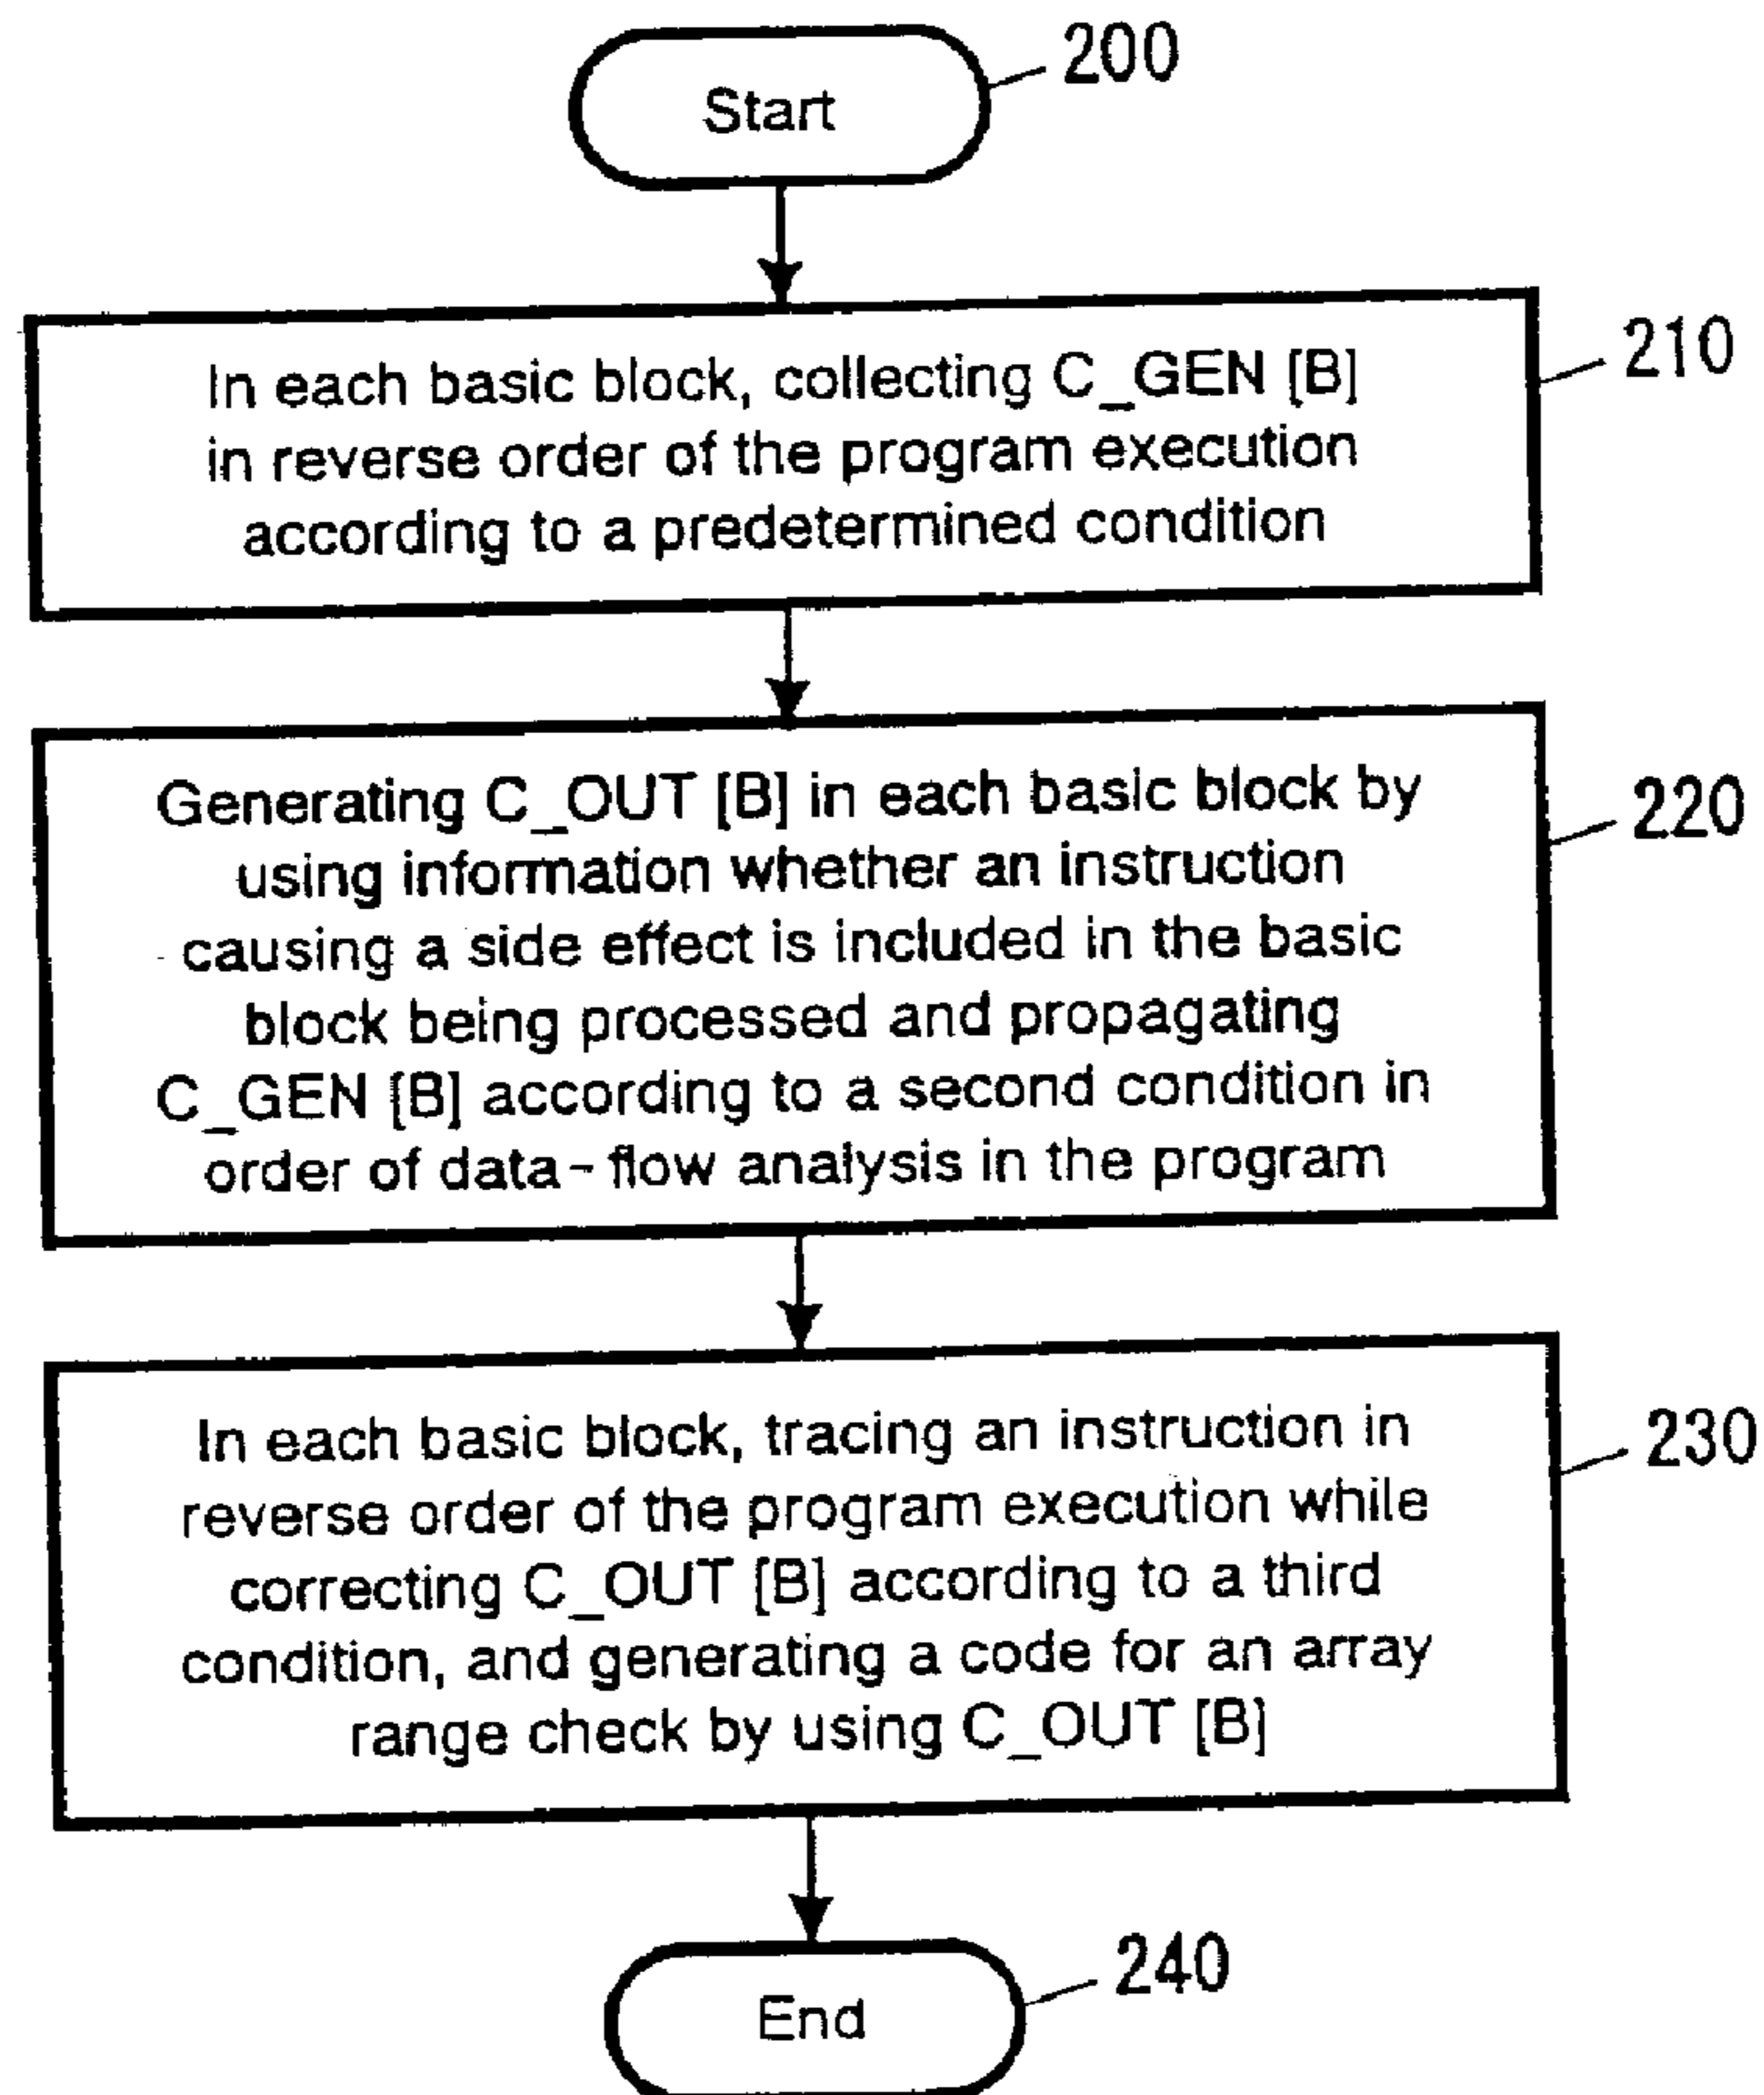 Start
200
In each basic block, collecting C_GEN [B]
in reverse order of the program execution
according to a predetermined condition
210
Generating C_OUT [B] in each basic block by
using information whether an instruction
causing a side effect is included in the basic
block being processed and propagating
C_GEN [B] according to a second condition in
order of data-flow analysis in the program
220
In each basic block, tracing an instruction in
reverse order of the program execution while
correcting C_OUT [B] according to a third
condition, and generating a code for an array
range check by using C_OUT [B]
230
End
240